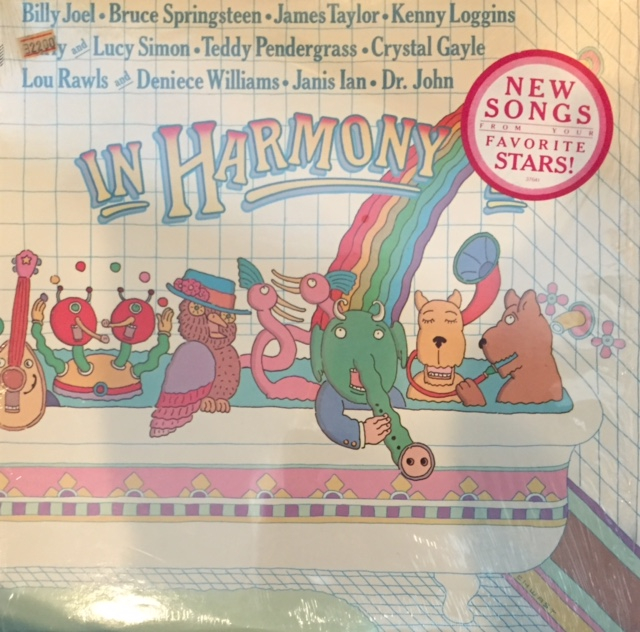 Billy Joel • Bruce Springsteen • James Taylor • Kenny Loggins
and Lucy Simon • Teddy Pendergrass • Crystal Gayle
Lou Rawls and Deniece Williams • Janis Ian • Dr. John
IN HARMONY
NEW
SONGS
FROM YOUR
FAVORITE
STARS!